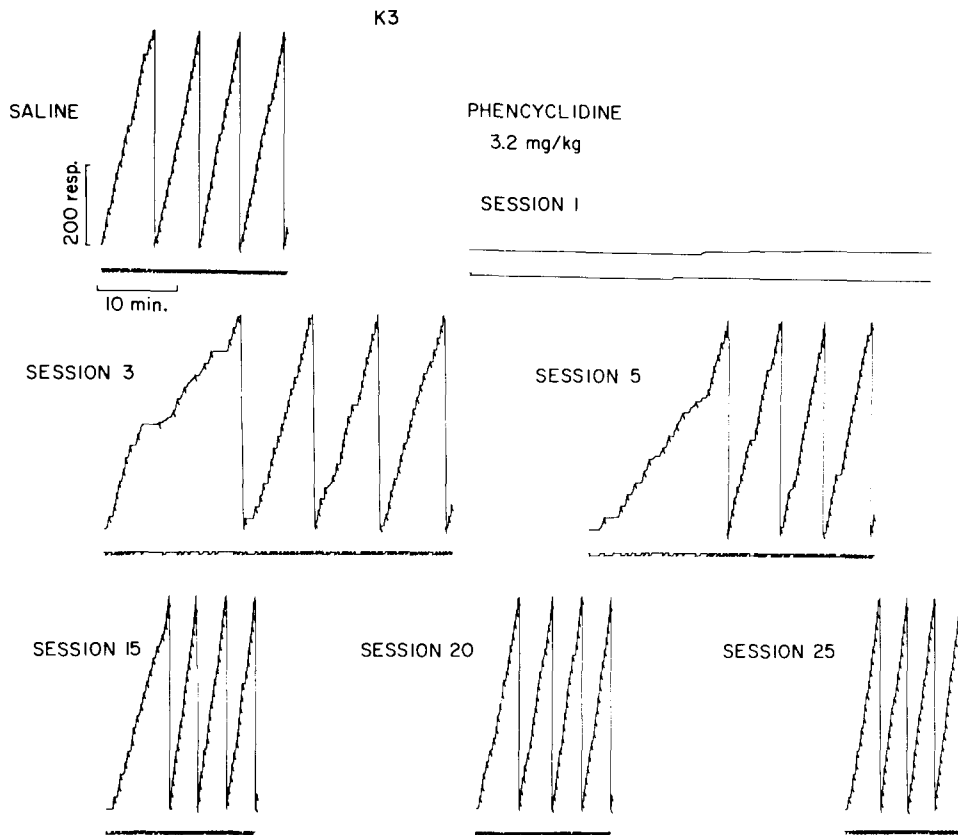 K3
SALINE
200 resp.
10 min.
PHENCYCLIDINE
3.2 mg/kg
SESSION 1
SESSION 3
SESSION 5
SESSION 15
SESSION 20
SESSION 25